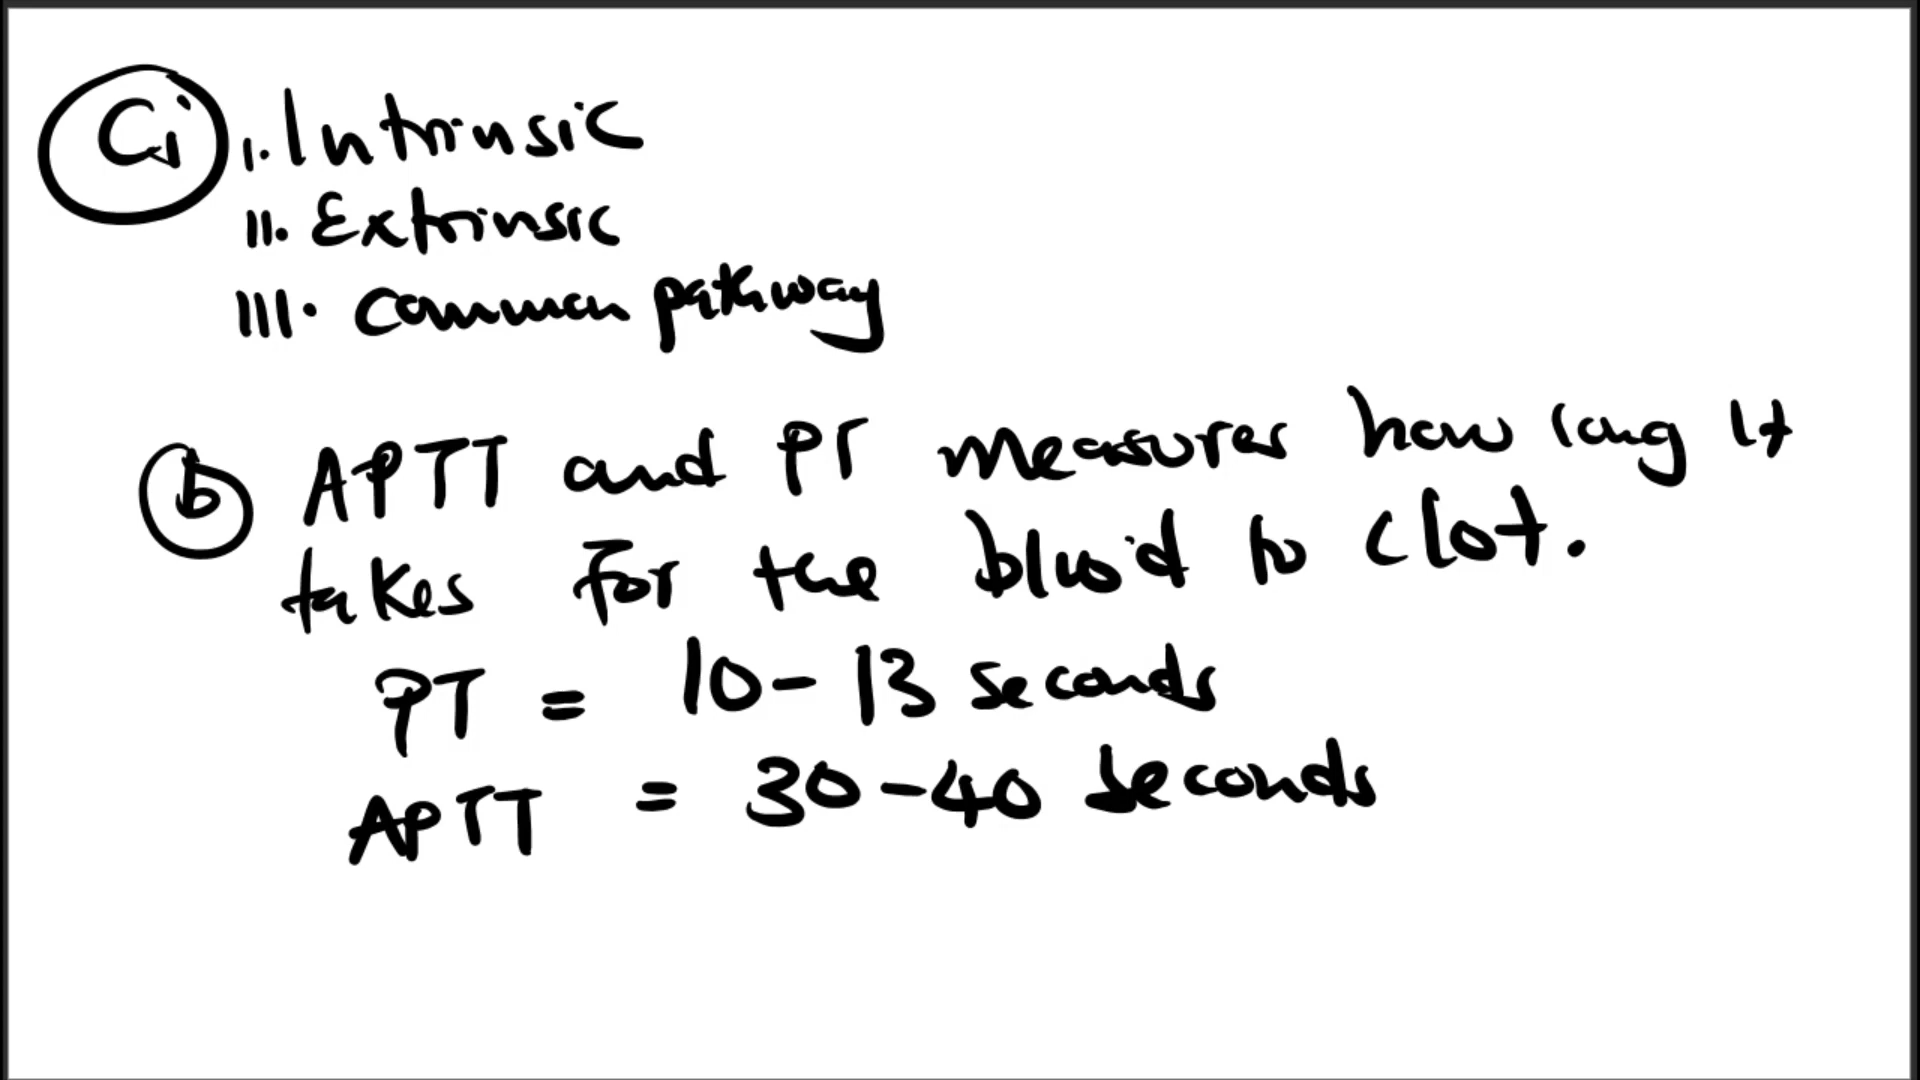 Ci i. Intrinsic
ii. Extrinsic
iii. Common pathway
b APTT and PT measures how long it
takes for the blood to clot.
PT = 10-13 seconds
APTT = 30-40 seconds